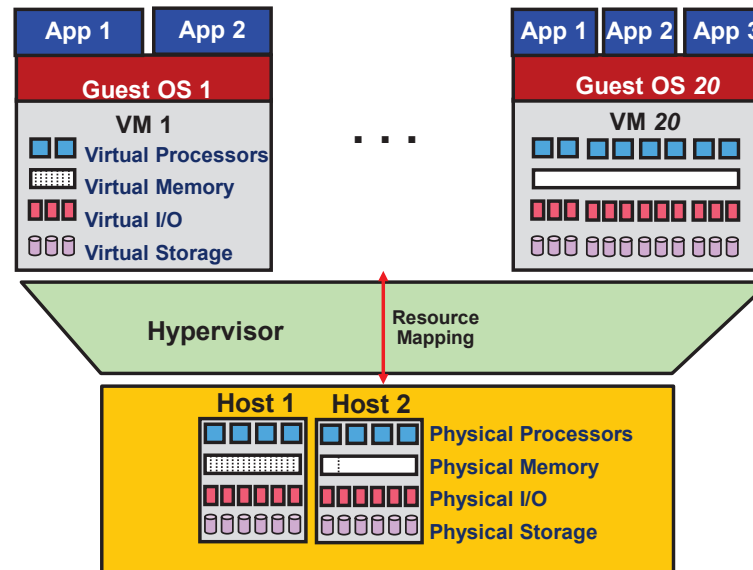 App 1
App 2
App 1
App 2
App 3
Guest OS 1
Guest OS 20
VM 1
VM 20
Virtual Processors
Virtual Memory
Virtual I/O
Virtual Storage
. . .
Hypervisor
Resource
Mapping
Host 1
Host 2
Physical Processors
Physical Memory
Physical I/O
Physical Storage